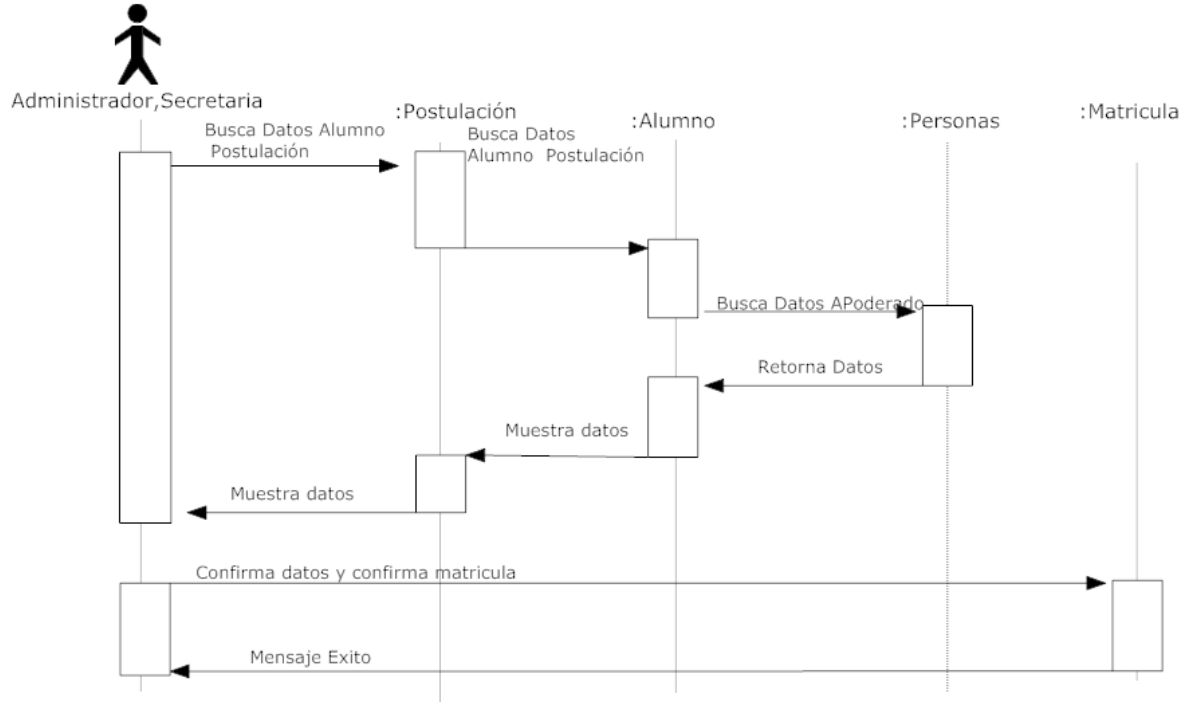 Administrador,Secretaria
:Postulación
:Alumno
:Personas
:Matricula
Busca Datos Alumno
Postulación
Busca Datos
Alumno Postulación
Busca Datos APoderado
Retorna Datos
Muestra datos
Muestra datos
Confirma datos y confirma matricula
Mensaje Exito